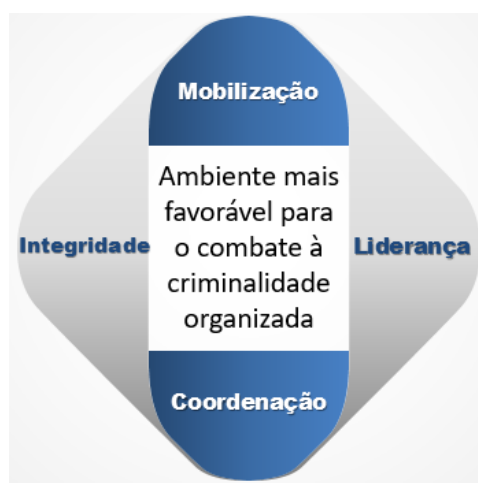 Mobilização
Ambiente mais
favorável para
Integridade o combate à Liderança
criminalidade
organizada
Coordenação